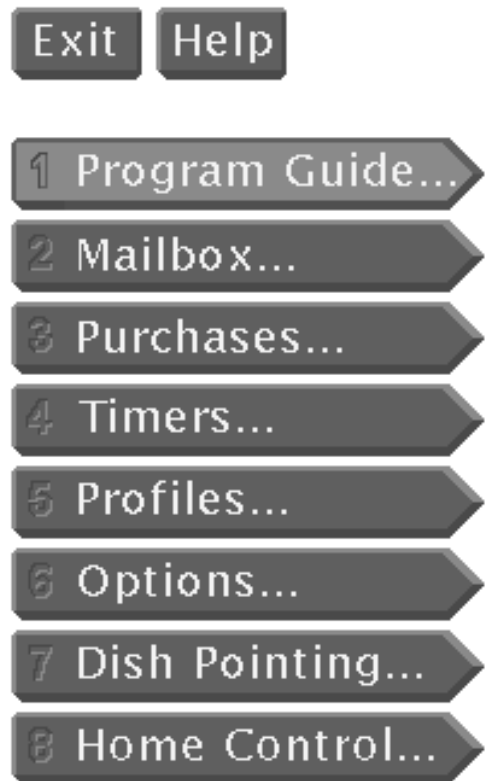 Exit Help
1 Program Guide...
2 Mailbox...
3 Purchases...
4 Timers...
5 Profiles...
6 Options...
7 Dish Pointing...
8 Home Control...